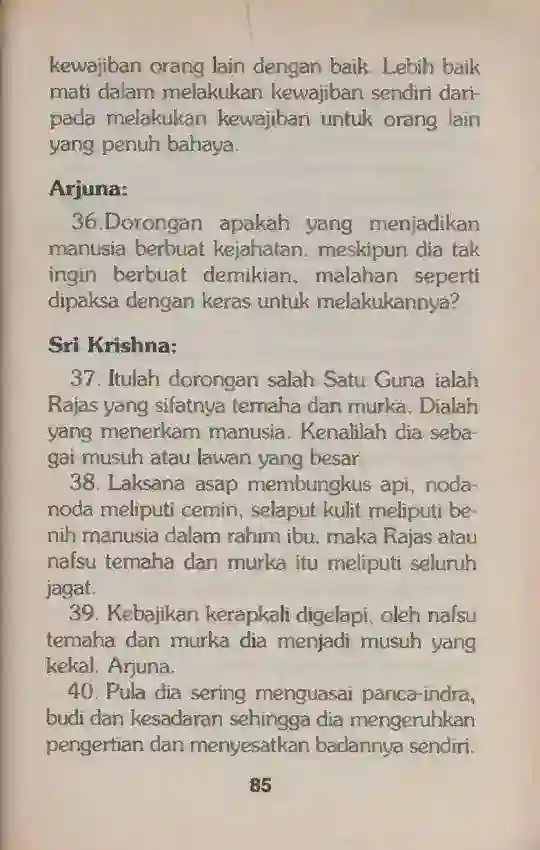 kewajiban orang lain dengan baik. Lebih baik
mati dalam melakukan kewajiban sendiri dari-
pada melakukan kewajiban untuk orang lain
yang penuh bahaya.
Arjuna:
36.Dorongan apakah yang menjadikan
manusia berbuat kejahatan, meskipun dia tak
ingin berbuat demikian, malahan seperti
dipaksa dengan keras untuk melakukannya?
Sri Krishna:
37. Itulah dorongan salah Satu Guna ialah
Rajas yang sifatnya temaha dan murka. Dialah
yang menerkam manusia. Kenalilah dia seba-
gai musuh atau lawan yang besar
38. Laksana asap membungkus api, noda-
noda meliputi cemin, selaput kulit meliputi be-
nih manusia dalam rahim ibu, maka Rajas atau
nafsu temaha dan murka itu meliputi seluruh
jagat.
39. Kebajikan kerapkali digelapi, oleh nafsu
temaha dan murka dia menjadi musuh yang
kekal, Arjuna.
40. Pula dia sering menguasai panca-indra,
budi dan kesadaran sehingga dia mengeruhkan
pengertian dan menyesatkan badannya sendiri.
85